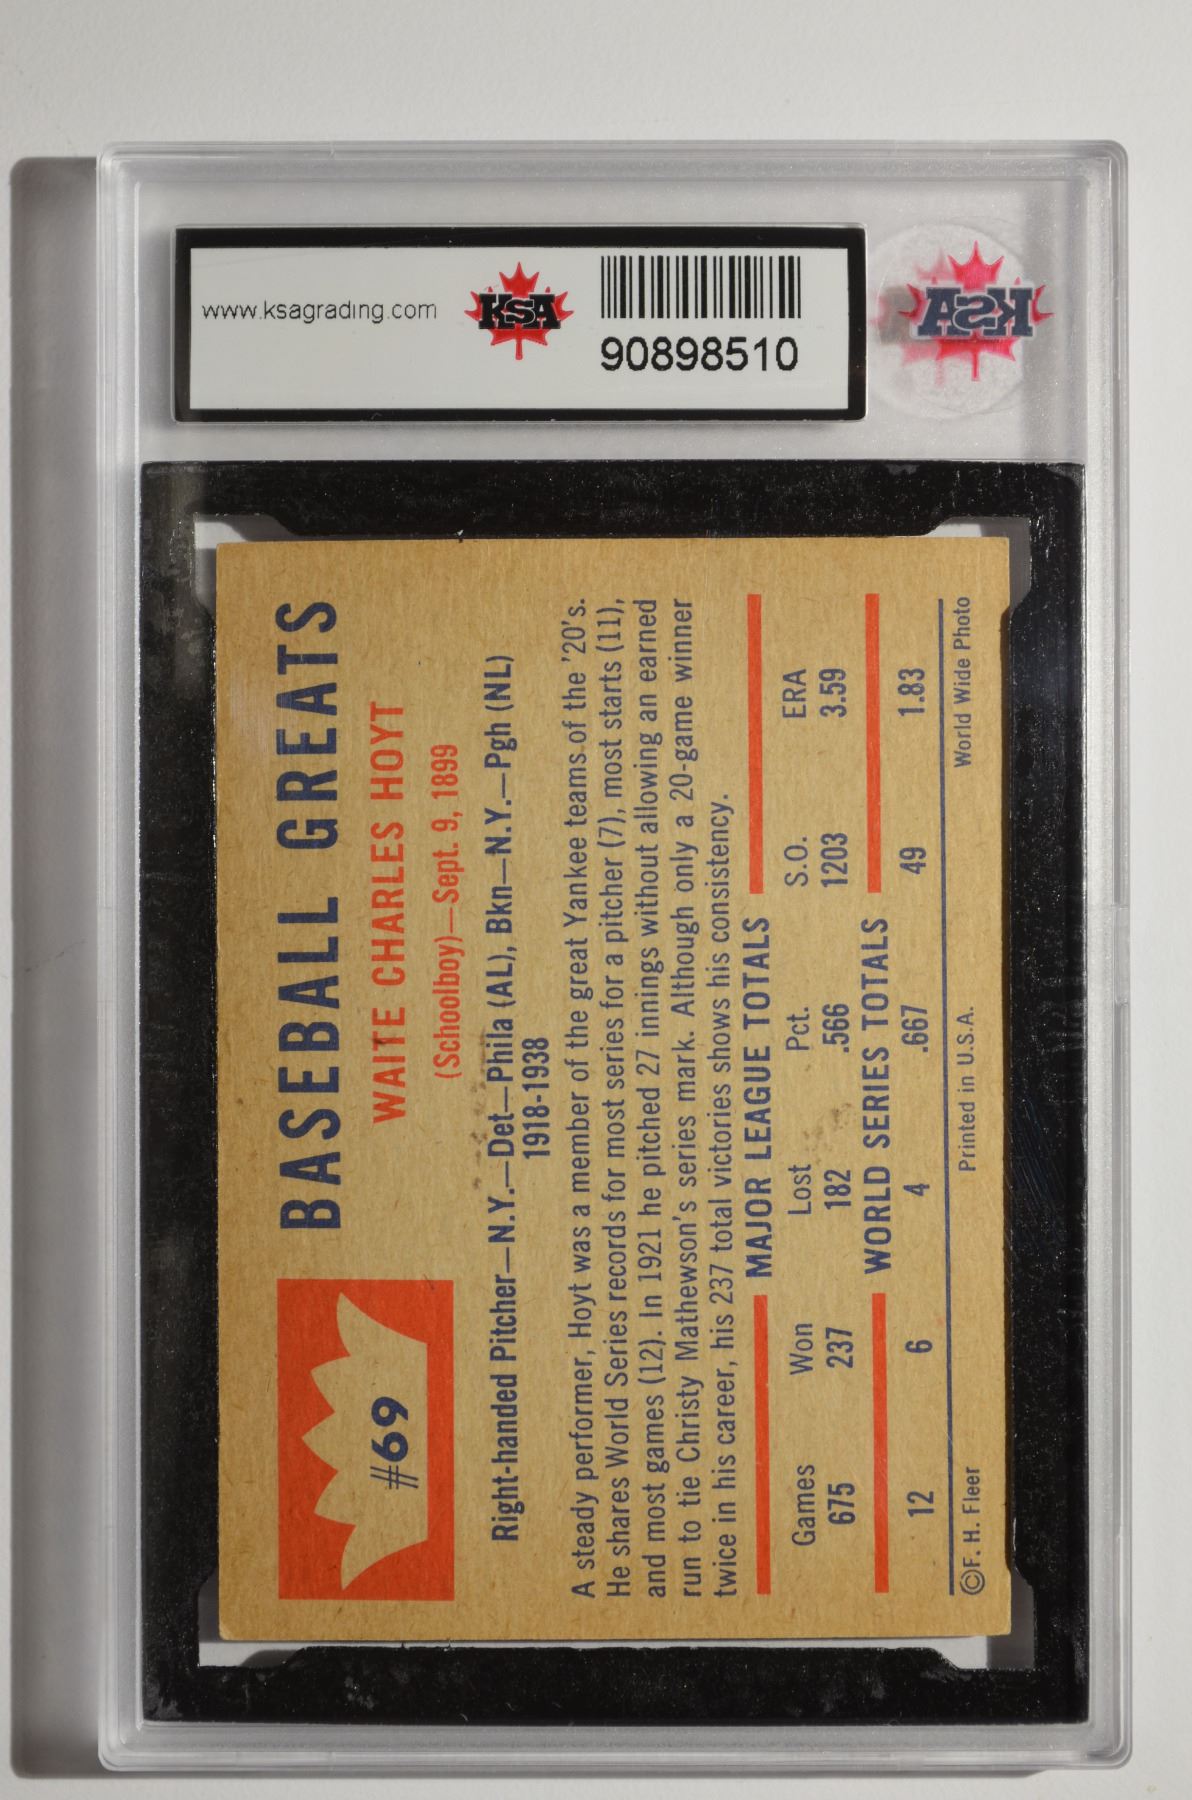 www.ksagrading.com
KSA
90898510
KSA
BASEBALL GREATS
#69
WAITE CHARLES HOYT
(Schoolboy)—Sept. 9, 1899
Right-handed Pitcher—N.Y.—Det—Phila (AL), Bkn—N.Y.—Pgh (NL)
1918-1938
A steady performer, Hoyt was a member of the great Yankee teams of the '20's.
He shares World Series records for most series for a pitcher (7), most starts (11),
and most games (12). In 1921 he pitched 27 innings without allowing an earned
run to tie Christy Mathewson's series mark. Although only a 20-game winner
twice in his career, his 237 total victories shows his consistency.
MAJOR LEAGUE TOTALS
Games Won Lost Pct. S.O. ERA
675 237 182 .566 1203 3.59
WORLD SERIES TOTALS
12 6 4 .667 49 1.83
©F. H. Fleer Printed in U.S.A. World Wide Photo